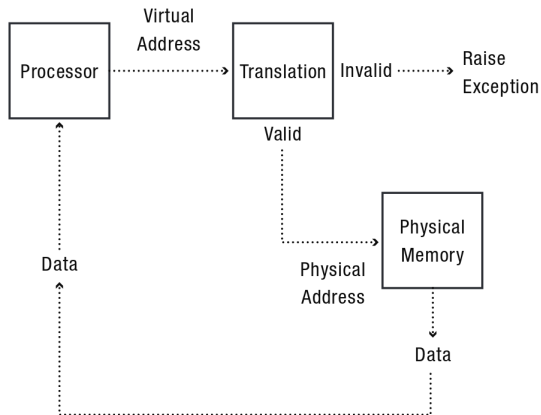 Virtual
Address
Processor
Translation
Invalid
Raise
Exception
Valid
Physical
Memory
Data
Physical
Address
Data